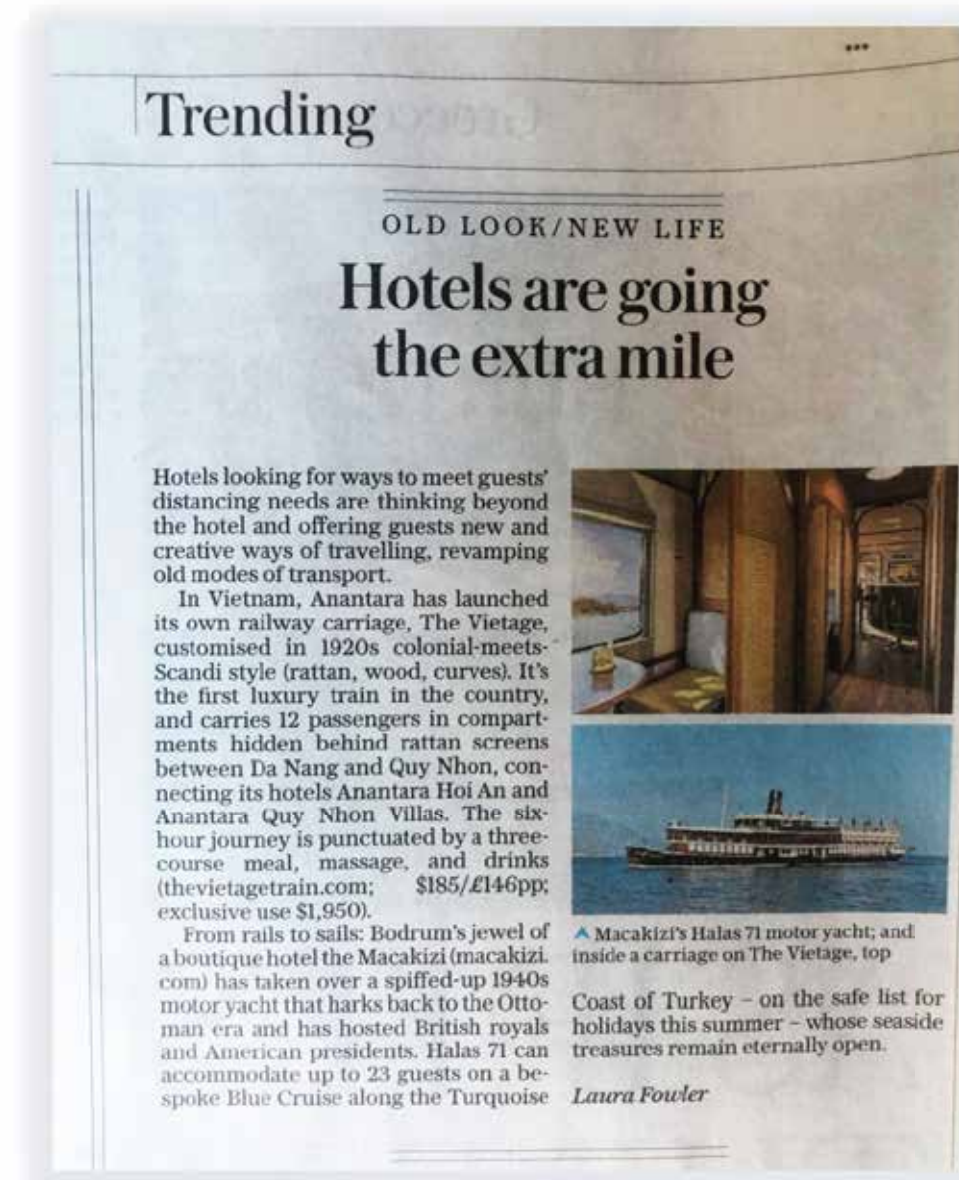 Trending
OLD LOOK/NEW LIFE
Hotels are going
the extra mile
Hotels looking for ways to meet guests'
distancing needs are thinking beyond
the hotel and offering guests new and
creative ways of travelling, revamping
old modes of transport.
In Vietnam, Anantara has launched
its own railway carriage, The Vietage,
customised in 1920s colonial-meets-
Scandi style (rattan, wood, curves). It's
the first luxury train in the country,
and carries 12 passengers in compart-
ments hidden behind rattan screens
between Da Nang and Quy Nhon, con-
necting its hotels Anantara Hoi An and
Anantara Quy Nhon Villas. The six-
hour journey is punctuated by a three-
course meal, massage, and drinks
(thevietagetrain.com; $185/£146pp;
exclusive use $1,950).
From rails to sails: Bodrum's jewel of
a boutique hotel the Macakizi (macakizi.
com) has taken over a spiffed-up 1940s
motor yacht that harks back to the Otto-
man era and has hosted British royals
and American presidents. Halas 71 can
accommodate up to 23 guests on a be-
spoke Blue Cruise along the Turquoise
Macakizi's Halas 71 motor yacht; and
inside a carriage on The Vietage, top
Coast of Turkey – on the safe list for
holidays this summer – whose seaside
treasures remain eternally open.
Laura Fowler